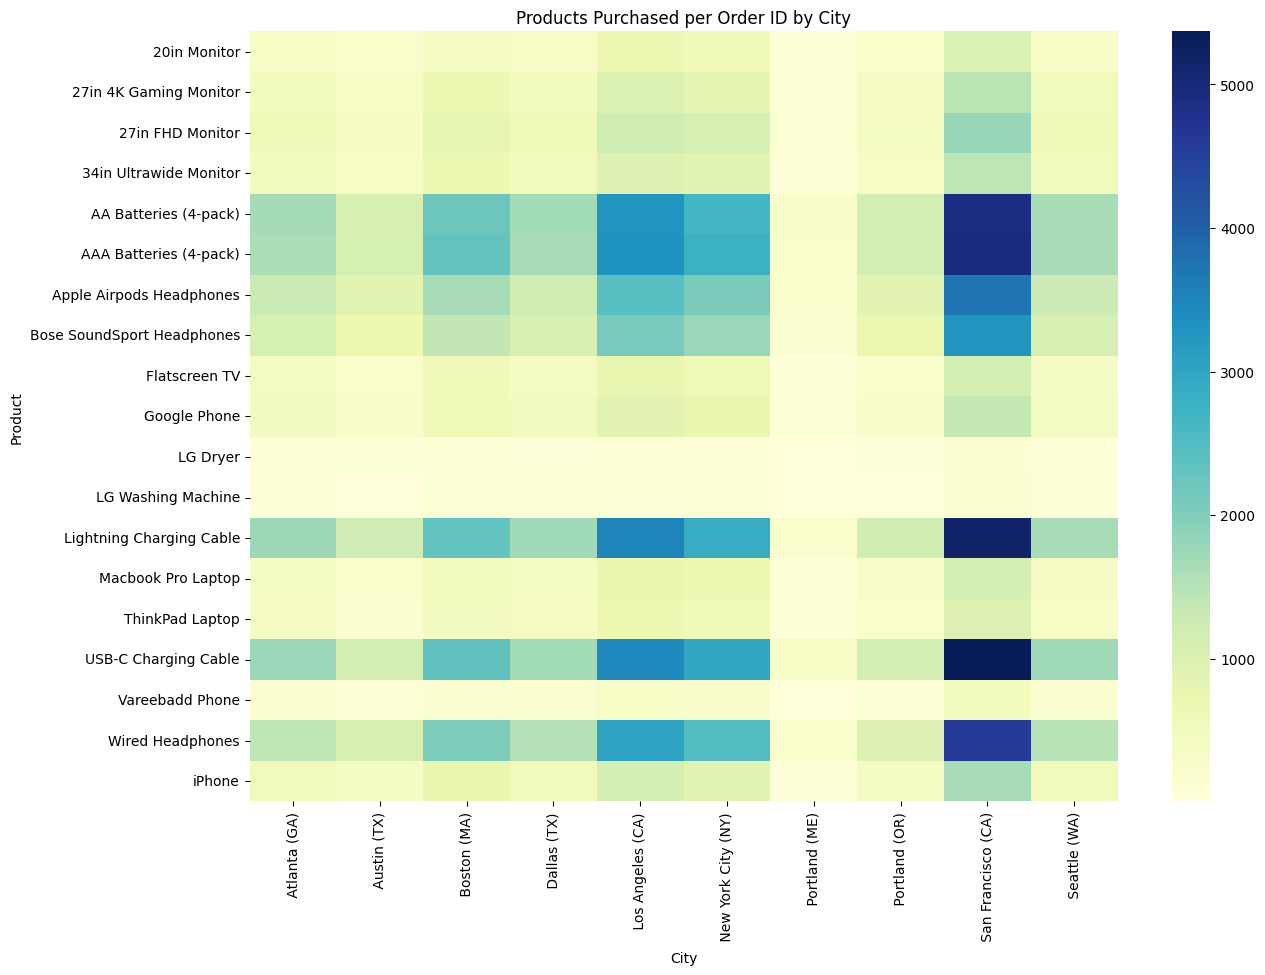 Products Purchased per Order ID by City
Product
20in Monitor
27in 4K Gaming Monitor
27in FHD Monitor
34in Ultrawide Monitor
AA Batteries (4-pack)
AAA Batteries (4-pack)
Apple Airpods Headphones
Bose SoundSport Headphones
Flatscreen TV
Google Phone
LG Dryer
LG Washing Machine
Lightning Charging Cable
Macbook Pro Laptop
ThinkPad Laptop
USB-C Charging Cable
Vareebadd Phone
Wired Headphones
iPhone
Atlanta (GA)
Austin (TX)
Boston (MA)
Dallas (TX)
Los Angeles (CA)
New York City (NY)
Portland (ME)
Portland (OR)
San Francisco (CA)
Seattle (WA)
City
5000
4000
3000
2000
1000